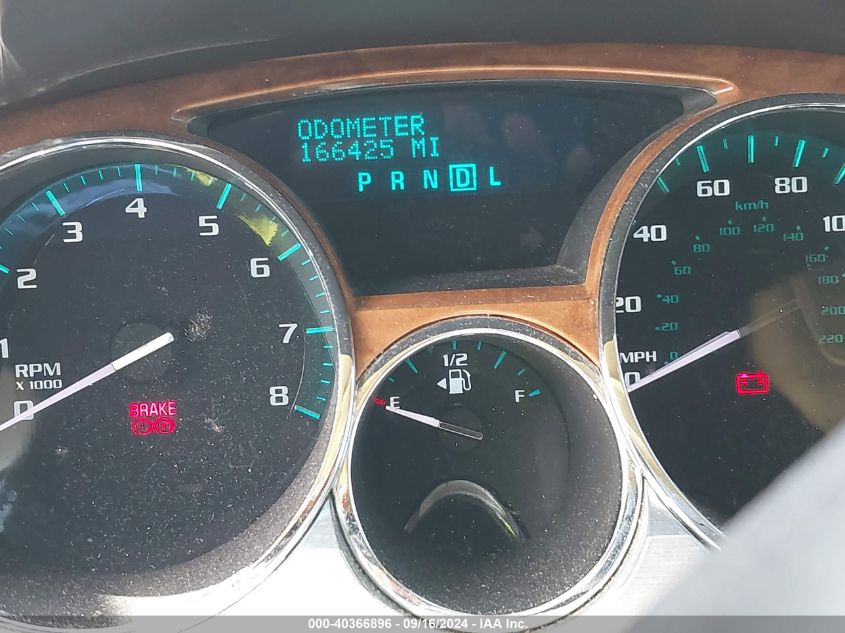 ODOMETER
166425 MI
P R N D L
1 2 3 4 5 6 7 8
RPM
X 1000
0
BRAKE
1/2
E F
0 20 40 60 80
km/h
0 20 40 60 80 100 120 140 160 180 200 220
MPH
000-40366896 - 09/16/2024 - IAA Inc.